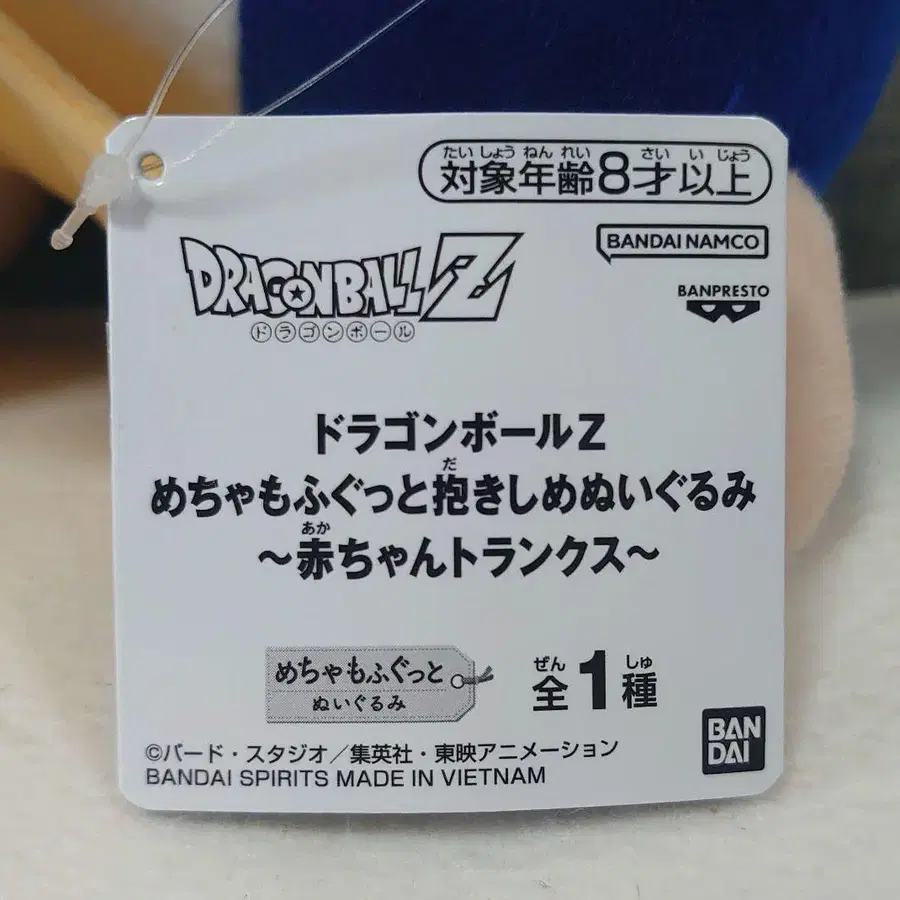 たいしょうねんれい さいいじょう
対象年齢8才以上
DRAGONBALL Z
ドラゴンボール
BANDAI NAMCO
BANPRESTO
ドラゴンボールZ
だ
めちゃもふぐっと抱きしめぬいぐるみ
あか
〜赤ちゃんトランクス〜
めちゃもふぐっと
ぬいぐるみ
ぜん しゅ
全1種
BAN
DAI
©バード・スタジオ／集英社・東映アニメーション
BANDAI SPIRITS MADE IN VIETNAM